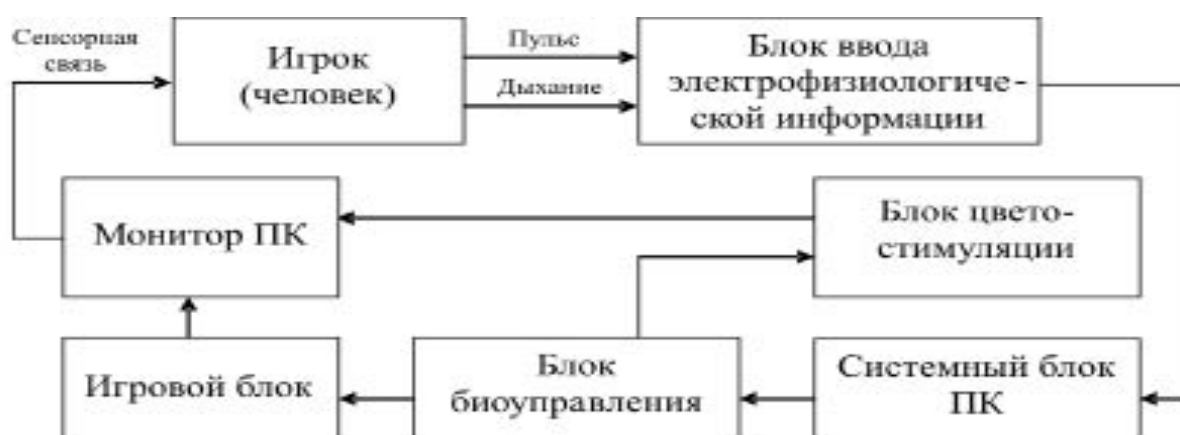 Сенсорная
связь
Игрок
(человек)
Пульс
Дыхание
Блок ввода
электрофизиологиче-
ской информации
Монитор ПК
Блок цвето-
стимуляции
Игровой блок
Блок
биоуправления
Системный блок
ПК